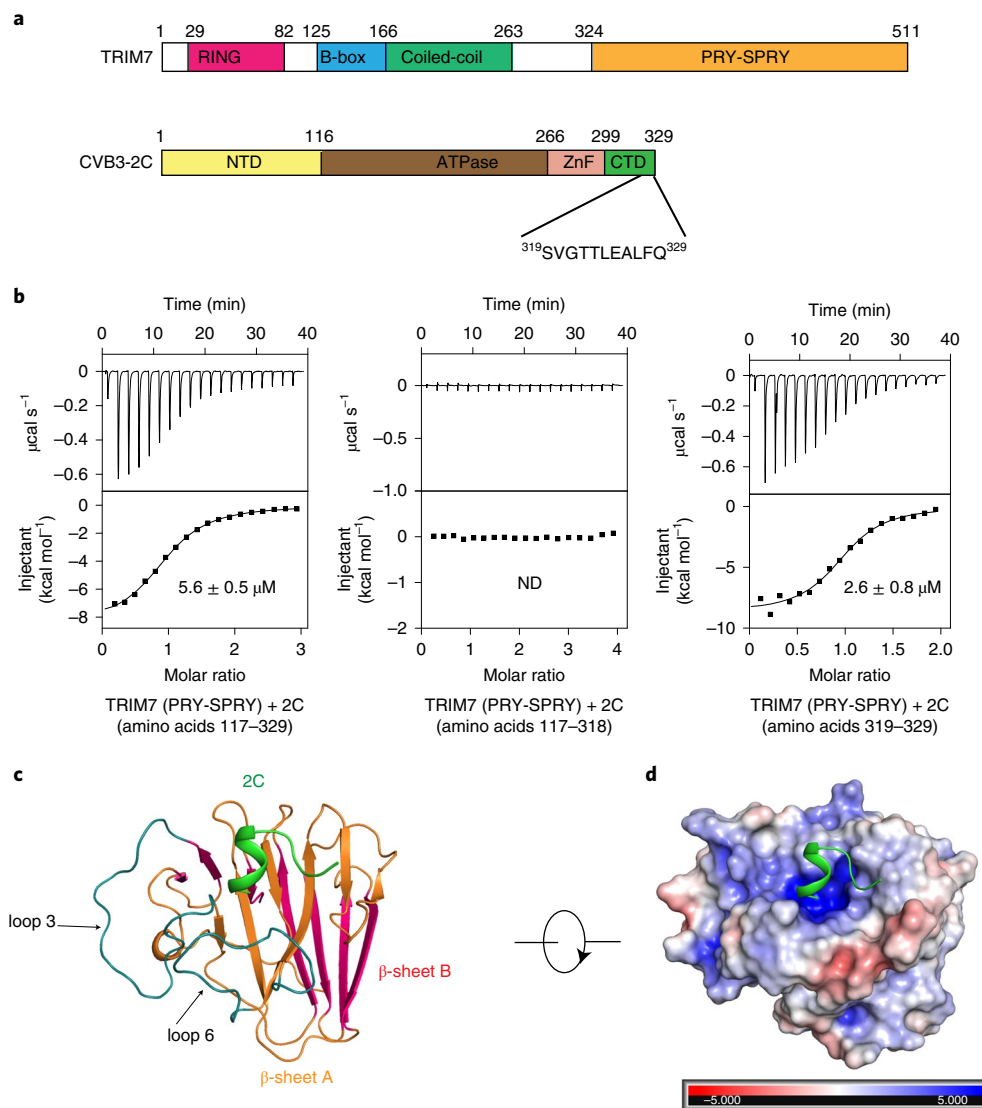 a
1 29 82 125 166 263 324 511
TRIM7 RING B-box Coiled-coil PRY-SPRY
1 116 266 299 329
CVB3-2C NTD ATPase ZnF CTD
³¹⁹SVGTTLEALFQ³²⁹
b
Time (min) Time (min) Time (min)
0 10 20 30 40 0 10 20 30 40 0 10 20 30 40
μcal s⁻¹
0
−0.2
−0.4
−0.6
Injectant
(kcal mol⁻¹)
0
−2
−4
−6
−8
5.6 ± 0.5 μM
0 1 2 3
Molar ratio
TRIM7 (PRY-SPRY) + 2C
(amino acids 117–329)
μcal s⁻¹
0
−0.5
−1.0
Injectant
(kcal mol⁻¹)
0
−1
−2
ND
0 1 2 3 4
Molar ratio
TRIM7 (PRY-SPRY) + 2C
(amino acids 117–318)
μcal s⁻¹
0
−0.2
−0.4
−0.6
Injectant
(kcal mol⁻¹)
0
−5
−10
2.6 ± 0.8 μM
0 0.5 1.0 1.5 2.0
Molar ratio
TRIM7 (PRY-SPRY) + 2C
(amino acids 319–329)
c
2C
loop 3
loop 6
β-sheet B
β-sheet A
d
−5.000 5.000